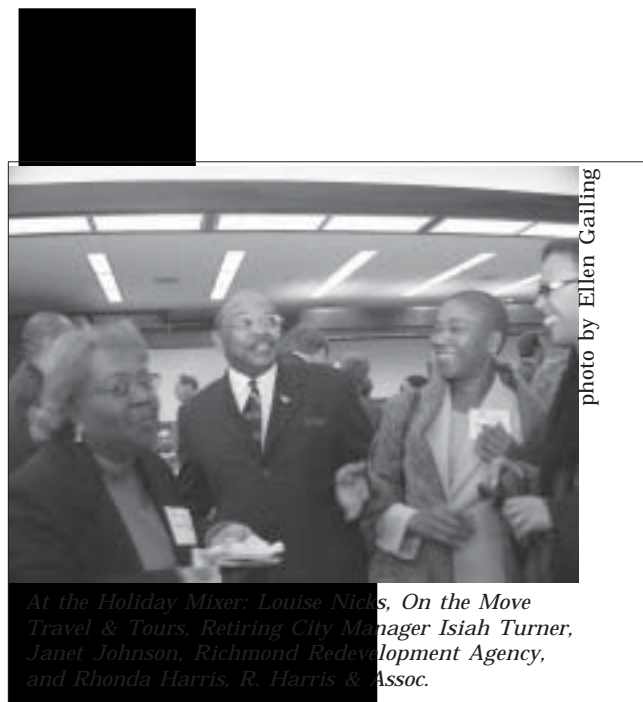 photo by Ellen Gailing
At the Holiday Mixer: Louise Nicks, On the Move
Travel & Tours, Retiring City Manager Isiah Turner,
Janet Johnson, Richmond Redevelopment Agency,
and Rhonda Harris, R. Harris & Assoc.